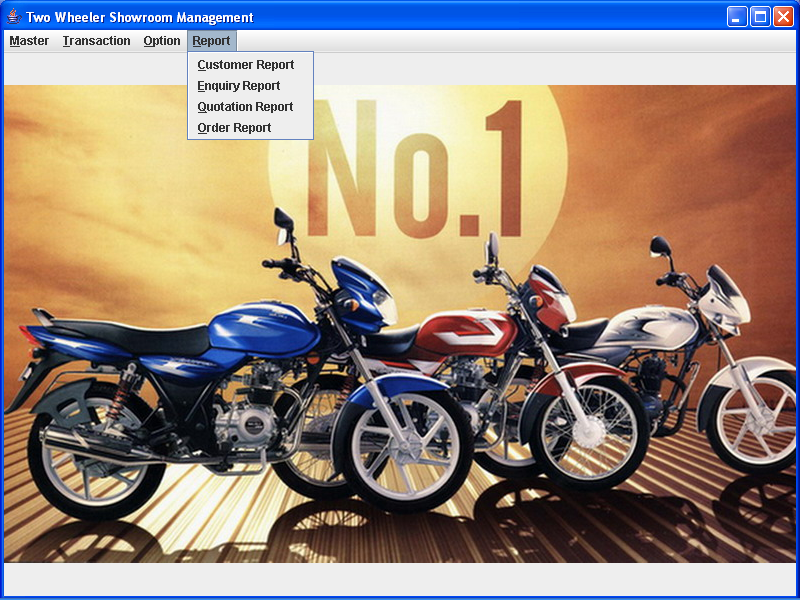 Two Wheeler Showroom Management
Master Transaction Option Report
Customer Report
Enquiry Report
Quotation Report
Order Report
No.1